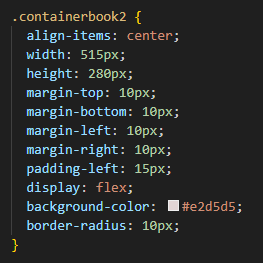 .containerbook2 {
align-items: center;
width: 515px;
height: 280px;
margin-top: 10px;
margin-bottom: 10px;
margin-left: 10px;
margin-right: 10px;
padding-left: 15px;
display: flex;
background-color: #e2d5d5;
border-radius: 10px;
}